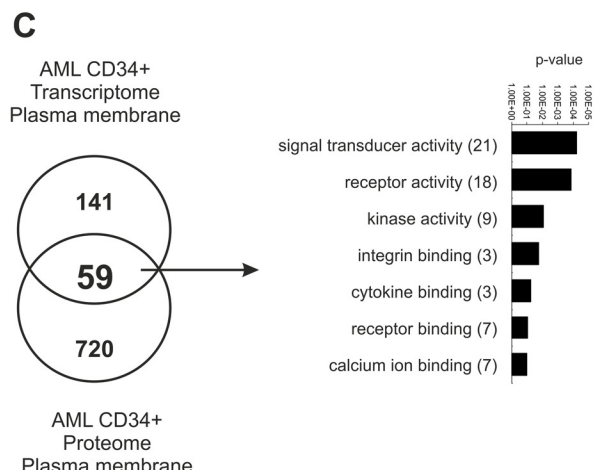 C
AML CD34+
Transcriptome
Plasma membrane
141
59
720
AML CD34+
Proteome
Plasma membrane
p-value
1.00E+00
1.00E-01
1.00E-02
1.00E-03
1.00E-04
1.00E-05
signal transducer activity (21)
receptor activity (18)
kinase activity (9)
integrin binding (3)
cytokine binding (3)
receptor binding (7)
calcium ion binding (7)